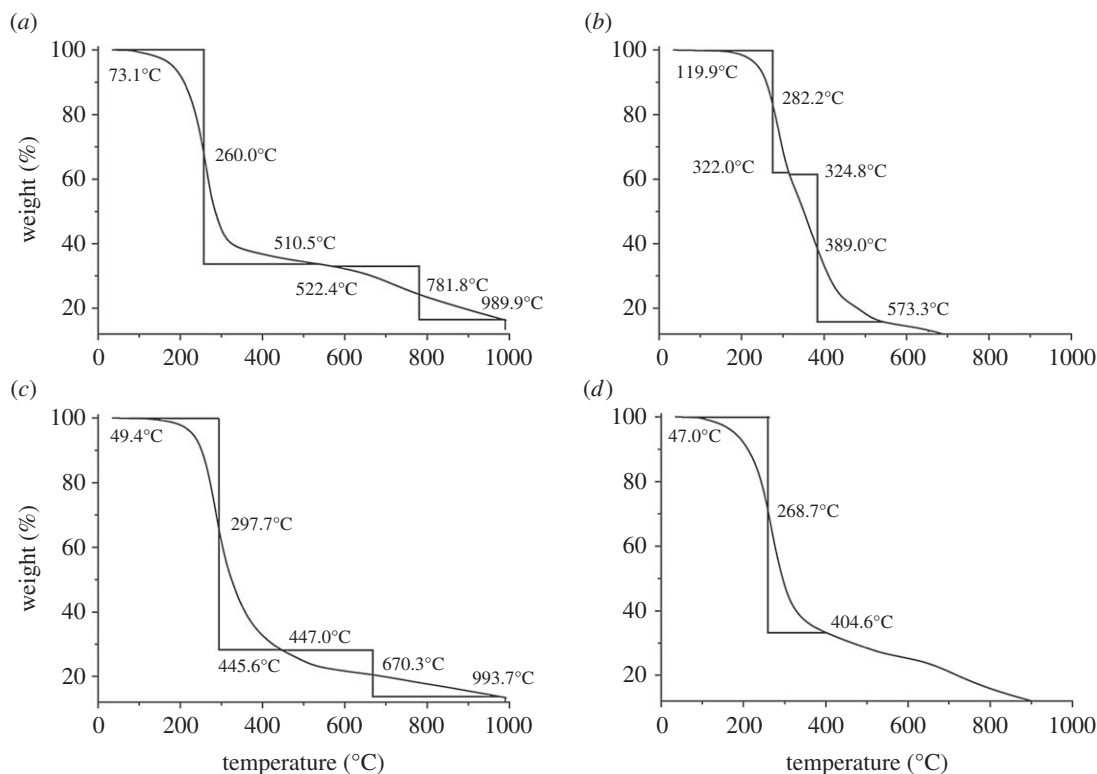 (a)
100
80
60
40
20
0
200
400
600
800
1000
weight (%)
73.1°C
260.0°C
510.5°C
522.4°C
781.8°C
989.9°C
(b)
100
80
60
40
20
0
200
400
600
800
1000
119.9°C
282.2°C
322.0°C
324.8°C
389.0°C
573.3°C
(c)
100
80
60
40
20
0
200
400
600
800
1000
weight (%)
temperature (°C)
49.4°C
297.7°C
447.0°C
445.6°C
670.3°C
993.7°C
(d)
100
80
60
40
20
0
200
400
600
800
1000
temperature (°C)
47.0°C
268.7°C
404.6°C